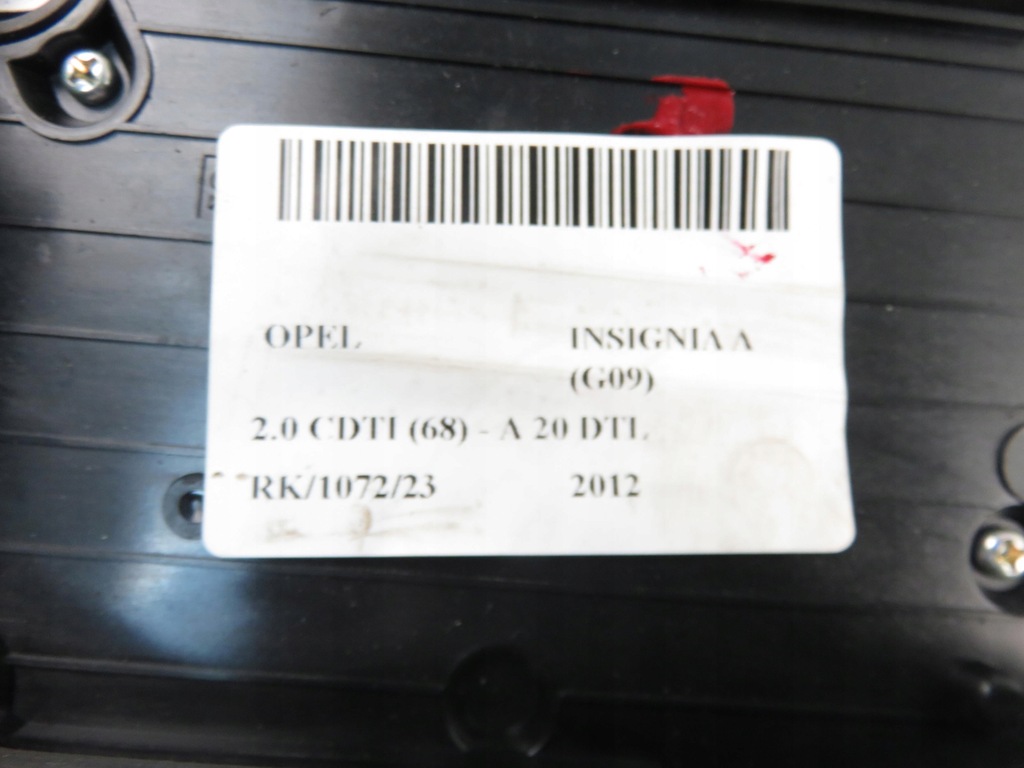 OPEL INSIGNIA A
(G09)
2.0 CDTI (68) - A 20 DTL
RK/1072/23 2012